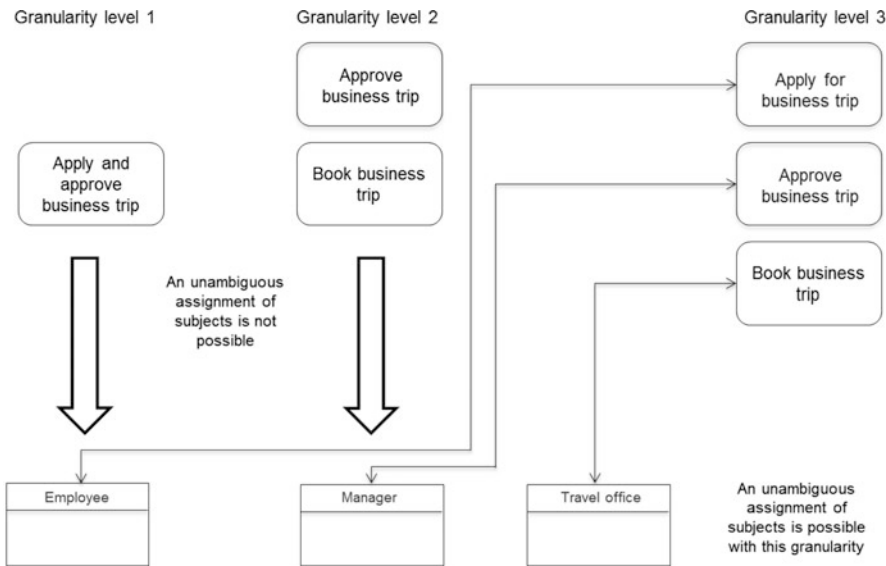 Granularity level 1
Granularity level 2
Granularity level 3
Approve
business trip
Apply for
business trip
Apply and
approve
business trip
Book business
trip
Approve
business trip
Book business
trip
An unambiguous
assignment of
subjects is not
possible
Employee
Manager
Travel office
An unambiguous
assignment of
subjects is possible
with this granularity